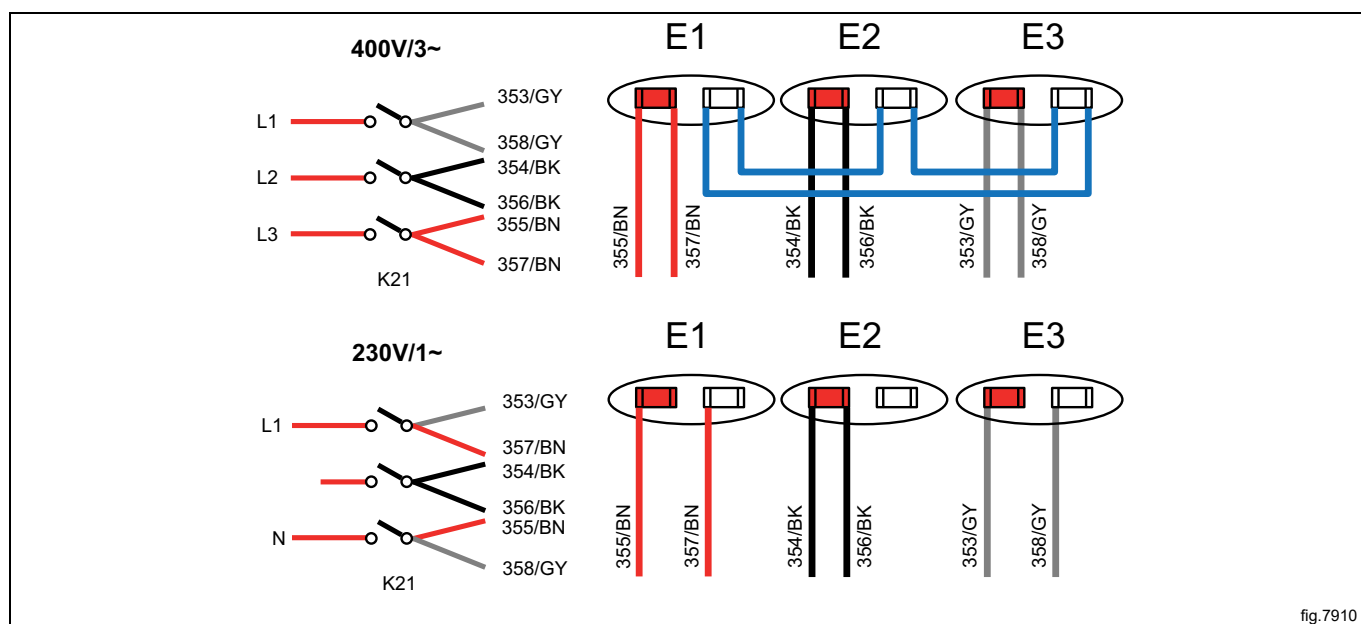 400V/3~
E1 E2 E3
353/GY
L1
358/GY
354/BK
L2
356/BK
355/BN
L3
357/BN
K21
355/BN 357/BN 354/BK 356/BK 353/GY 358/GY
230V/1~
E1 E2 E3
353/GY
L1
357/BN
354/BK
356/BK
355/BN
N
358/GY
K21
355/BN 357/BN 354/BK 356/BK 353/GY 358/GY
fig.7910